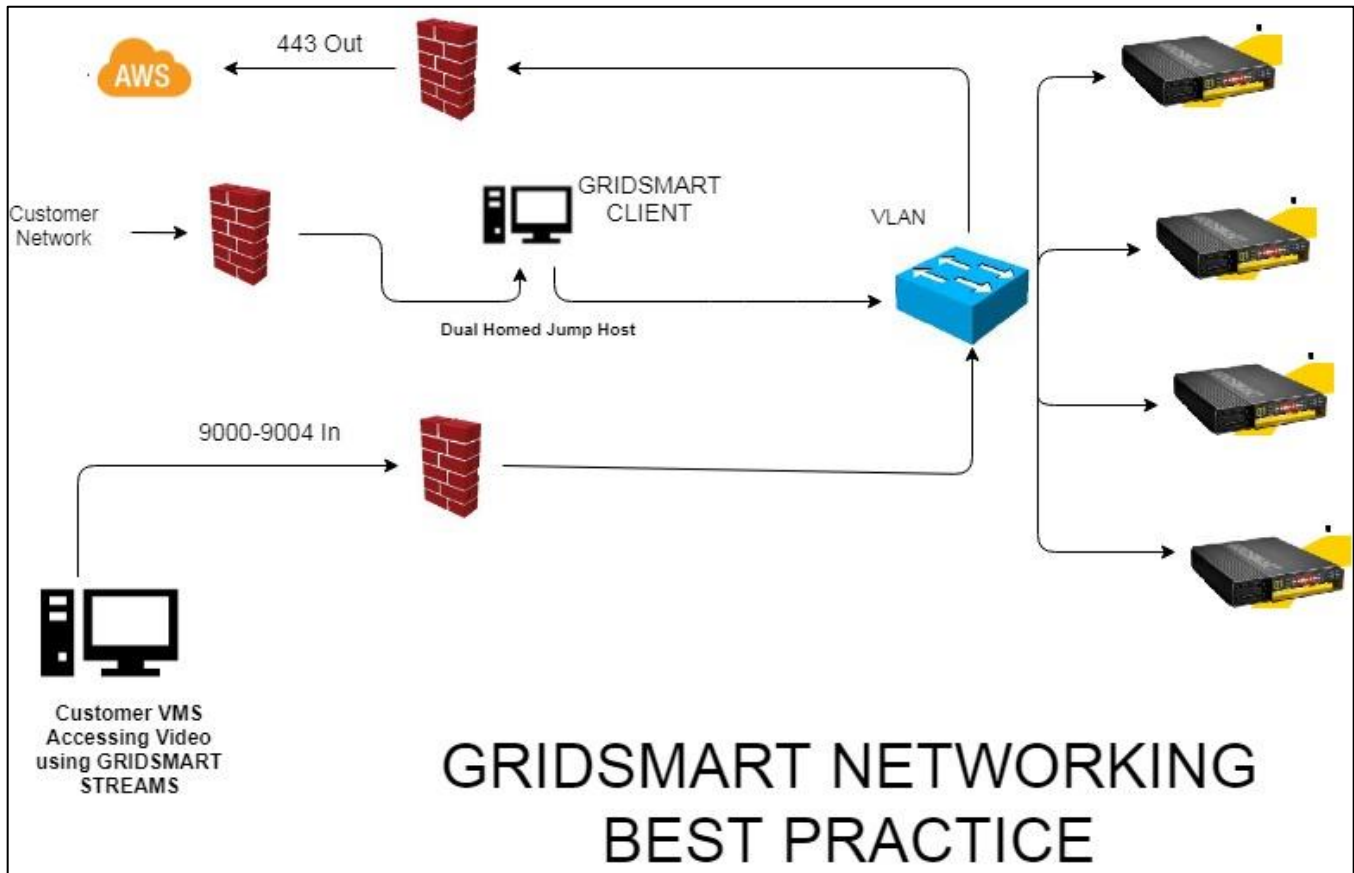 443 Out
AWS
Customer
Network
GRIDSMART
CLIENT
VLAN
Dual Homed Jump Host
9000-9004 In
Customer VMS
Accessing Video
using GRIDSMART
STREAMS
GRIDSMART NETWORKING
BEST PRACTICE